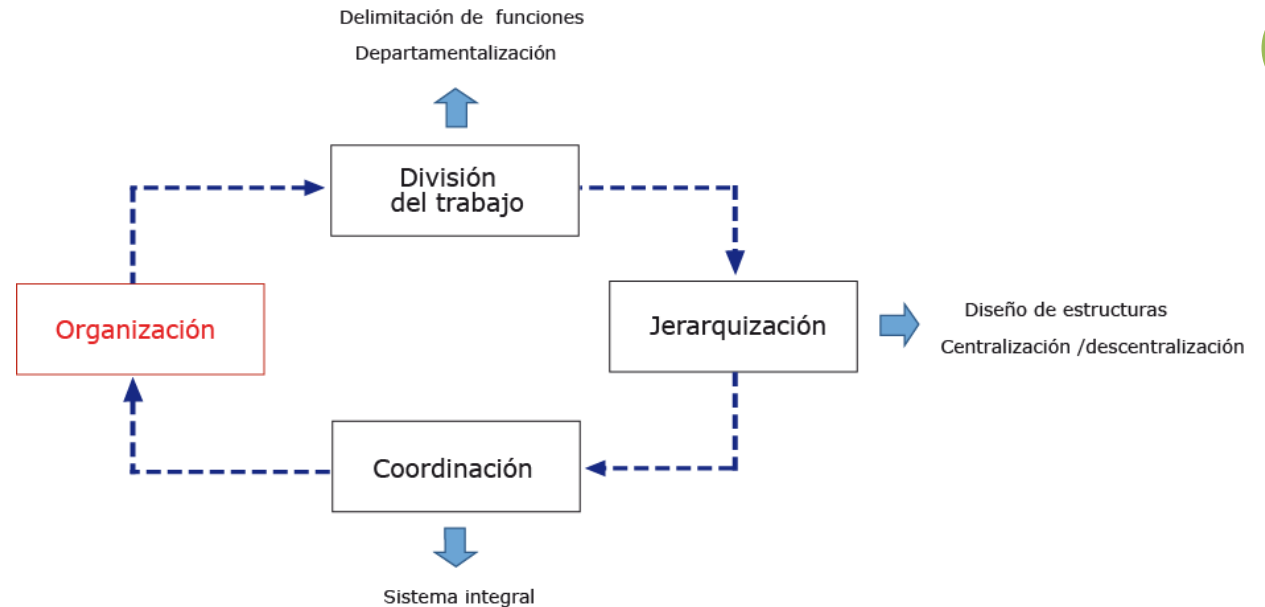 Delimitación de funciones
Departamentalización
División
del trabajo
Organización
Jerarquización
Diseño de estructuras
Centralización /descentralización
Coordinación
Sistema integral